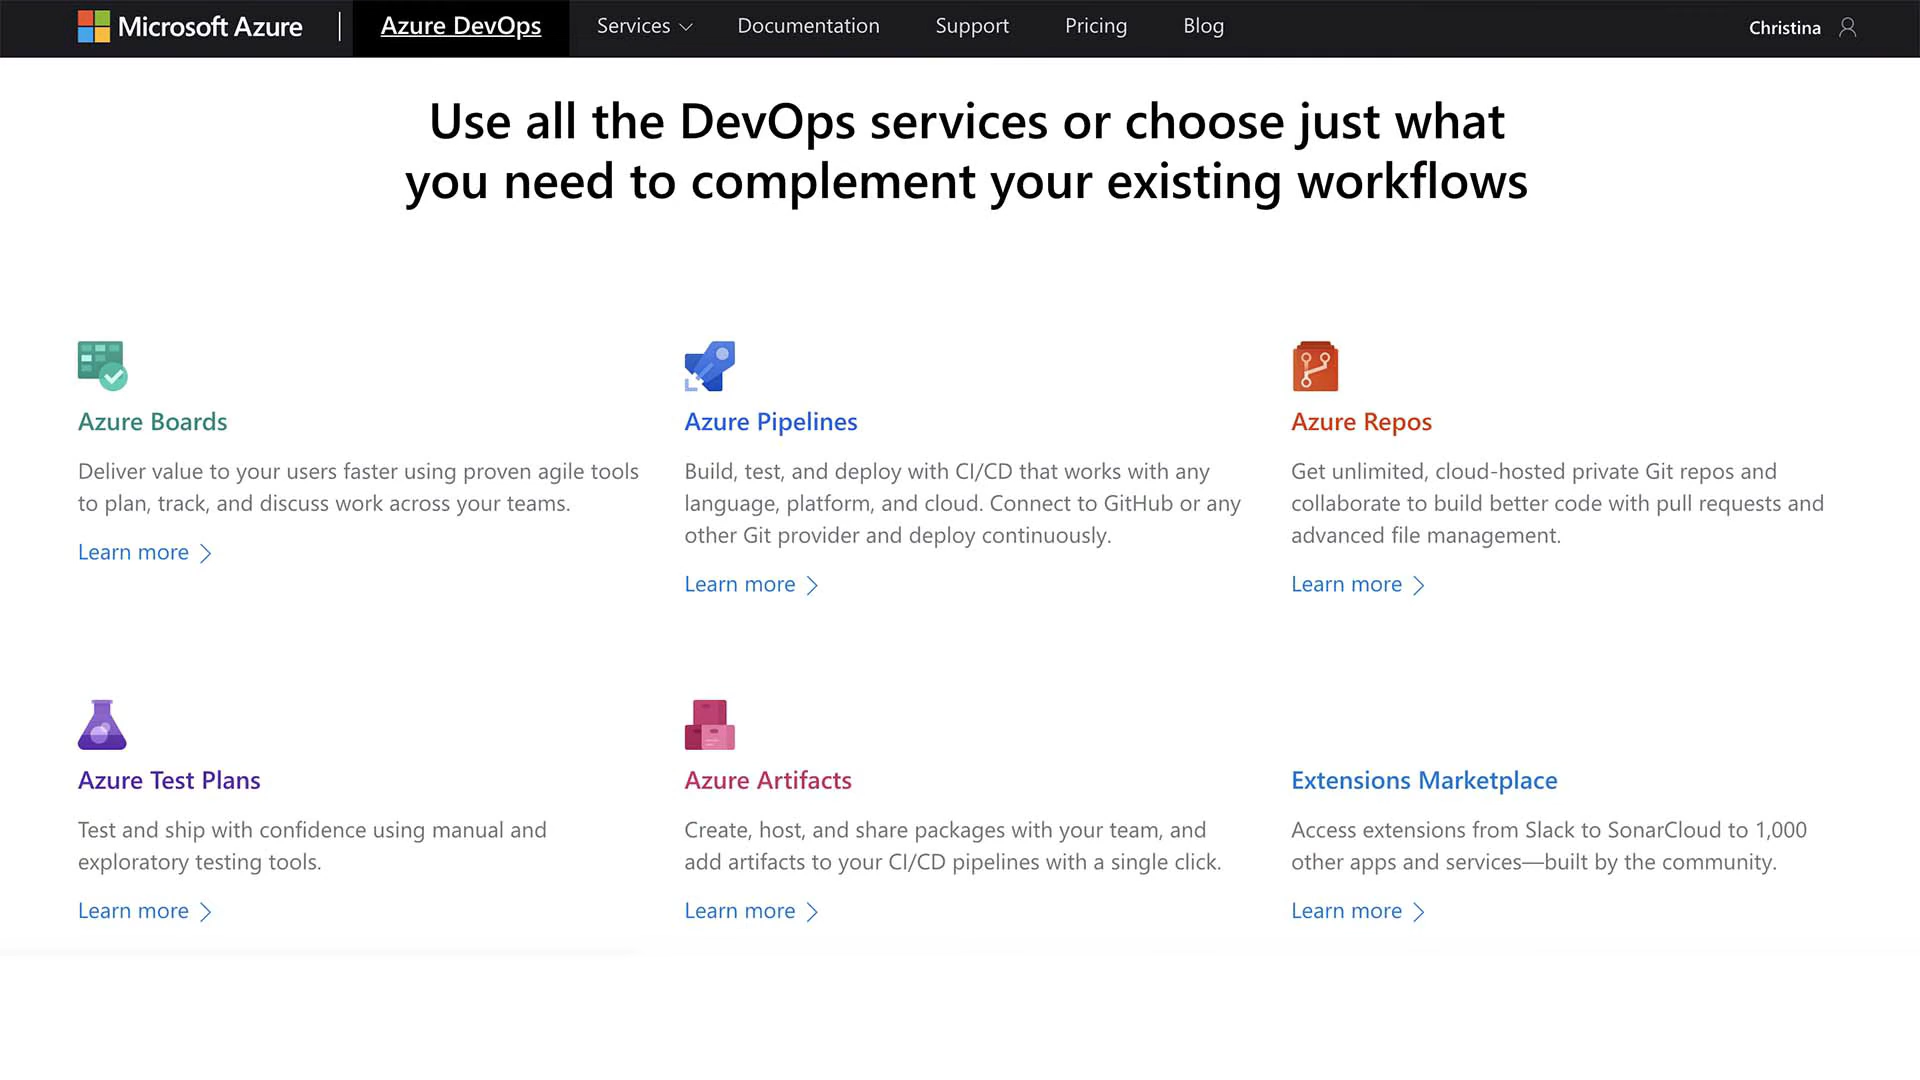 Microsoft Azure
Azure DevOps
Services
Documentation
Support
Pricing
Blog
Christina
Use all the DevOps services or choose just what
you need to complement your existing workflows
Azure Boards
Deliver value to your users faster using proven agile tools
to plan, track, and discuss work across your teams.
Learn more
Azure Pipelines
Build, test, and deploy with CI/CD that works with any
language, platform, and cloud. Connect to GitHub or any
other Git provider and deploy continuously.
Learn more
Azure Repos
Get unlimited, cloud-hosted private Git repos and
collaborate to build better code with pull requests and
advanced file management.
Learn more
Azure Test Plans
Test and ship with confidence using manual and
exploratory testing tools.
Learn more
Azure Artifacts
Create, host, and share packages with your team, and
add artifacts to your CI/CD pipelines with a single click.
Learn more
Extensions Marketplace
Access extensions from Slack to SonarCloud to 1,000
other apps and services—built by the community.
Learn more